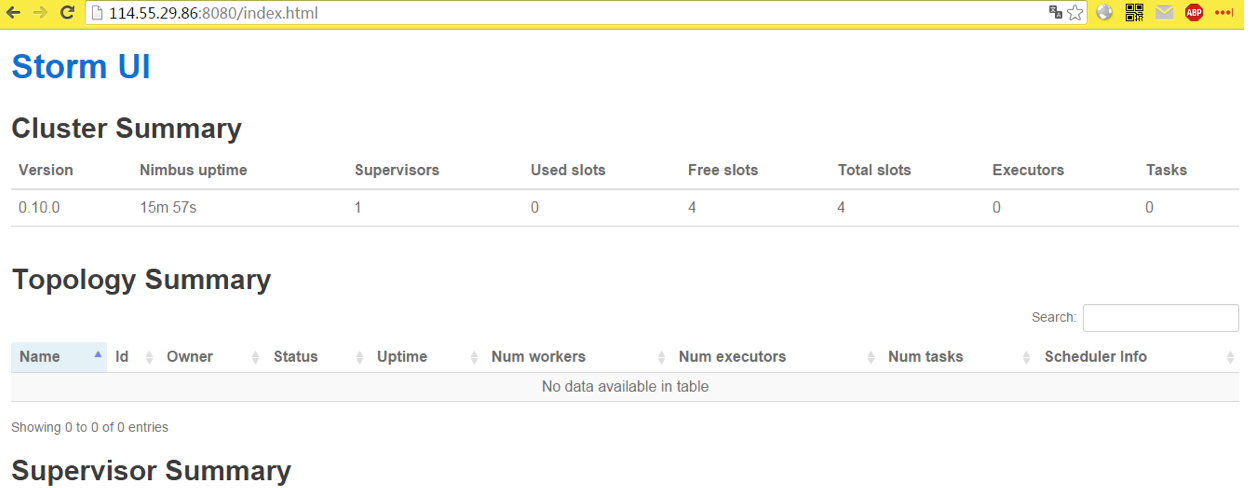 114.55.29.86:8080/index.html
ABP
Storm UI
Cluster Summary
Version Nimbus uptime Supervisors Used slots Free slots Total slots Executors Tasks
0.10.0 15m 57s 1 0 4 4 0 0
Topology Summary
Search:
Name Id Owner Status Uptime Num workers Num executors Num tasks Scheduler Info
No data available in table
Showing 0 to 0 of 0 entries
Supervisor Summary